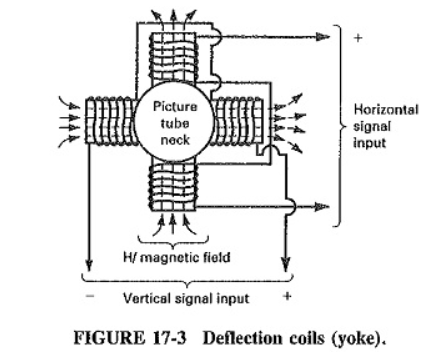 +
Picture
tube
neck
Horizontal
signal
input
H/ magnetic field
− Vertical signal input +
FIGURE 17-3 Deflection coils (yoke).